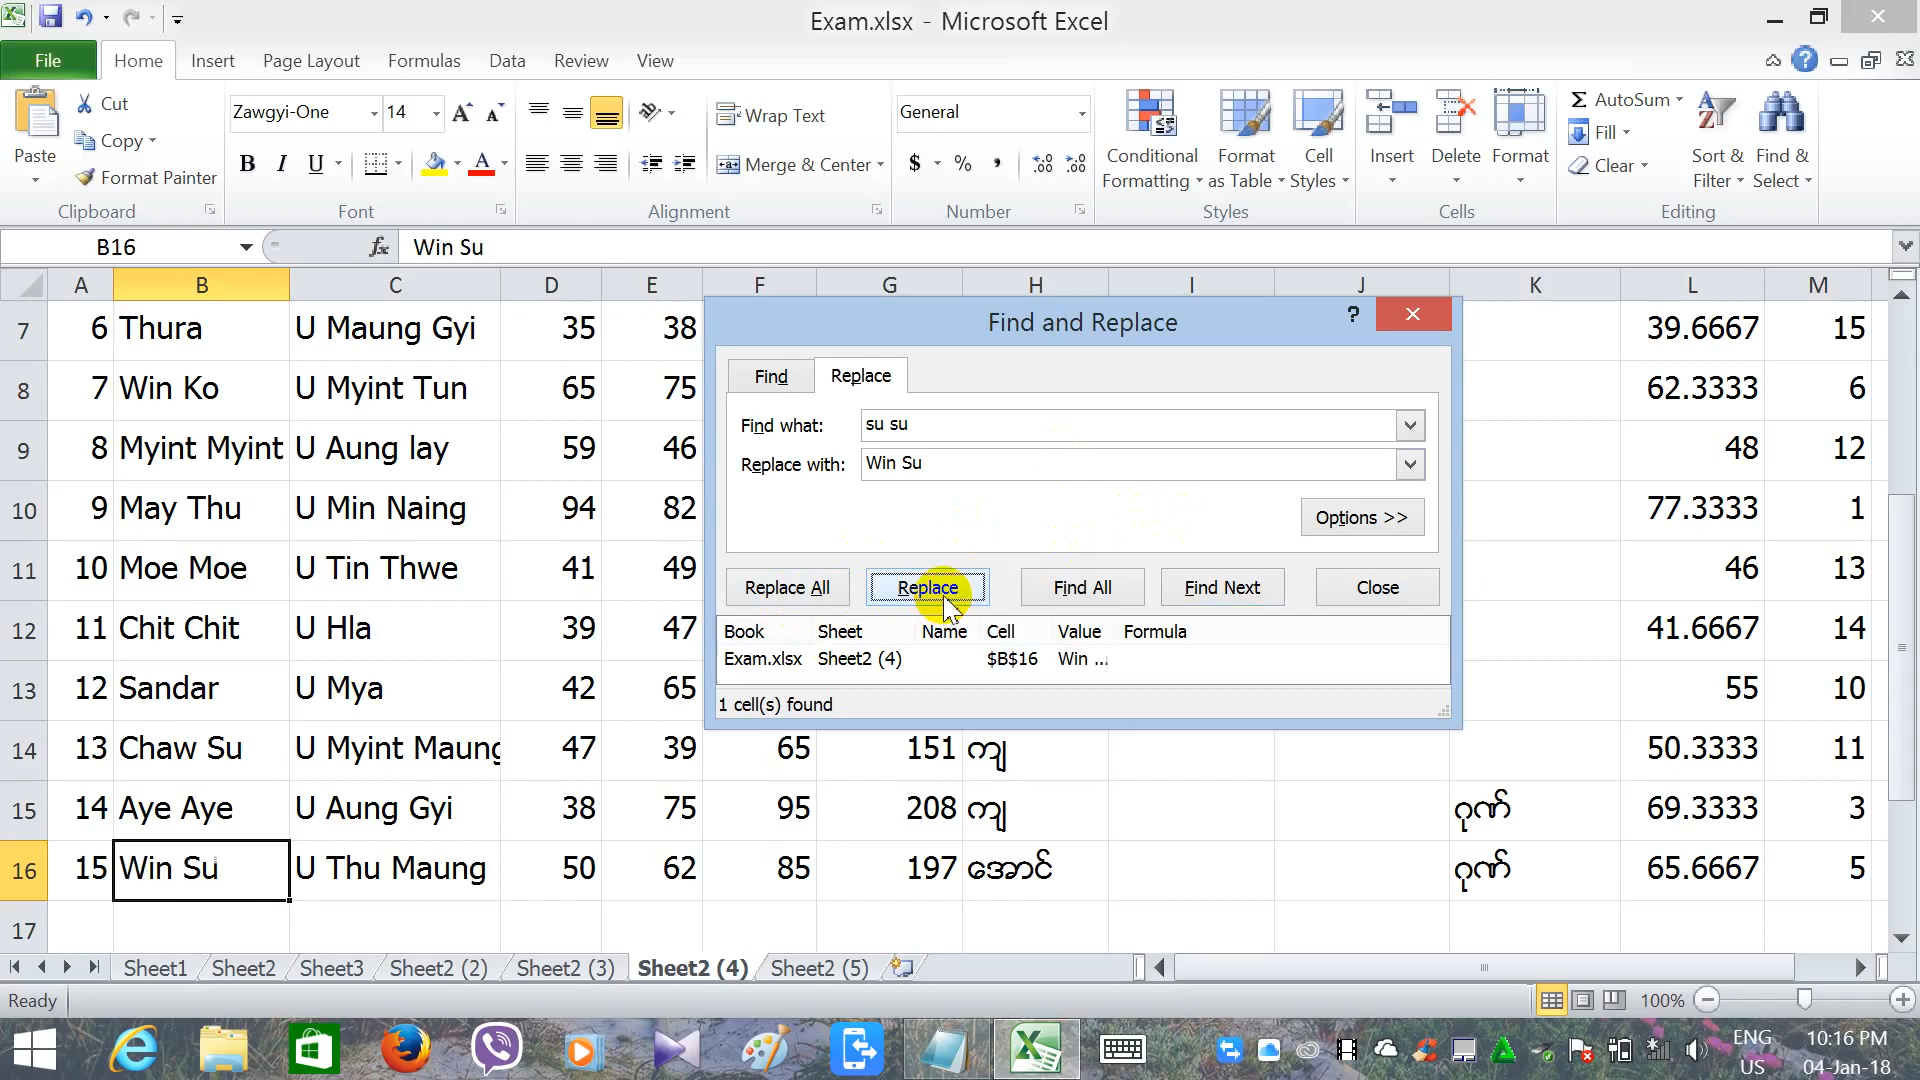 Exam.xlsx - Microsoft Excel
File Home Insert Page Layout Formulas Data Review View
Paste
Cut
Copy
Format Painter
Clipboard
Zawgyi-One 14
B I U
Font
Wrap Text
Merge & Center
Alignment
General
$ % ,
Number
Conditional Formatting
Format as Table
Cell Styles
Styles
Insert Delete Format
Cells
AutoSum
Fill
Clear
Sort & Filter
Find & Select
Editing
B16 fx Win Su
A B C D E F G H I J K L M
7 6 Thura U Maung Gyi 35 38 39.6667 15
8 7 Win Ko U Myint Tun 65 75 62.3333 6
9 8 Myint Myint U Aung lay 59 46 48 12
10 9 May Thu U Min Naing 94 82 77.3333 1
11 10 Moe Moe U Tin Thwe 41 49 46 13
12 11 Chit Chit U Hla 39 47 41.6667 14
13 12 Sandar U Mya 42 65 55 10
14 13 Chaw Su U Myint Maung 47 39 65 151 ကျ 50.3333 11
15 14 Aye Aye U Aung Gyi 38 75 95 208 ကျ ဂုဏ် 69.3333 3
16 15 Win Su U Thu Maung 50 62 85 197 အောင် ဂုဏ် 65.6667 5
17
Find and Replace
Find Replace
Find what: su su
Replace with: Win Su
Options >>
Replace All Replace Find All Find Next Close
Book Sheet Name Cell Value Formula
Exam.xlsx Sheet2 (4) $B$16 Win ...
1 cell(s) found
Sheet1 Sheet2 Sheet3 Sheet2 (2) Sheet2 (3) Sheet2 (4) Sheet2 (5)
Ready 100%
ENG
US
10:16 PM
04-Jan-18